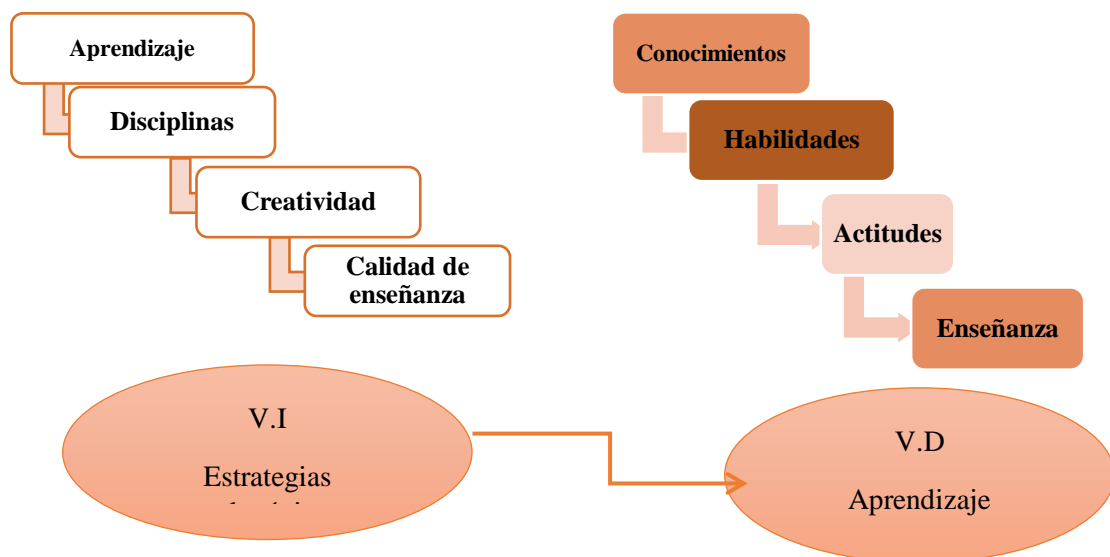 Aprendizaje
Disciplinas
Creatividad
Calidad de
enseñanza
Conocimientos
Habilidades
Actitudes
Enseñanza
V.I
Estrategias
V.D
Aprendizaje